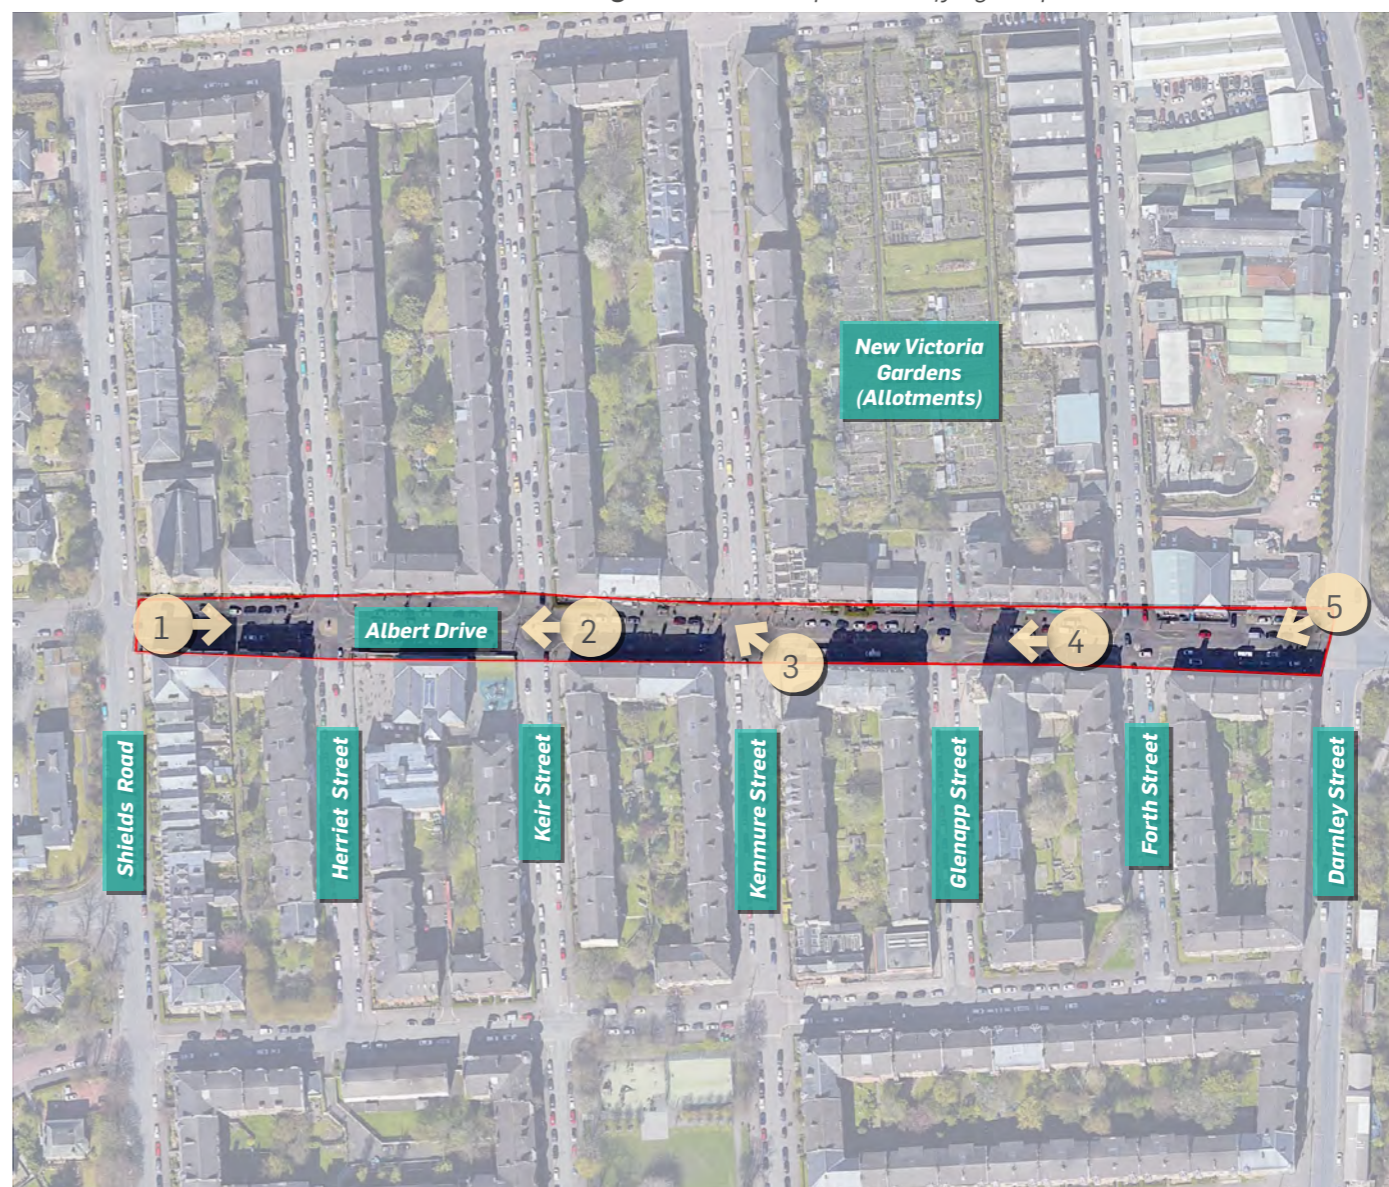 New Victoria
Gardens
(Allotments)
1
Albert Drive
2
3
4
5
Shields Road
Herriet Street
Keir Street
Kenmure Street
Glenapp Street
Forth Street
Darnley Street